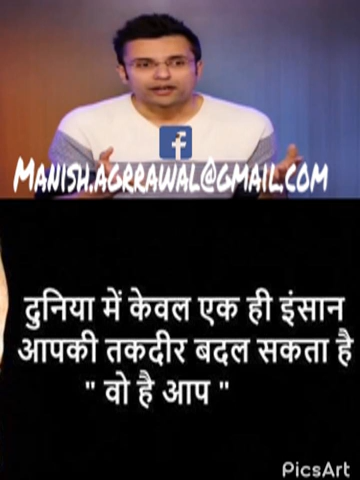 MANISH.AGRRAWAL@GMAIL.COM
दुनिया में केवल एक ही इंसान
आपकी तकदीर बदल सकता है
" वो है आप "
PicsArt